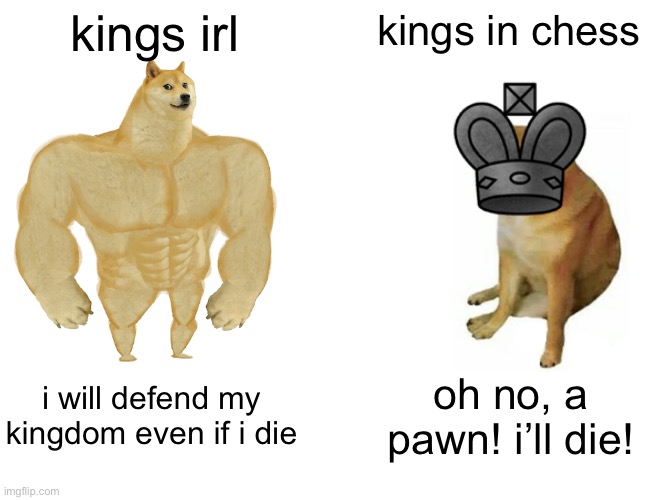 kings irl
kings in chess
i will defend my
kingdom even if i die
oh no, a
pawn! i’ll die!
imgflip.com